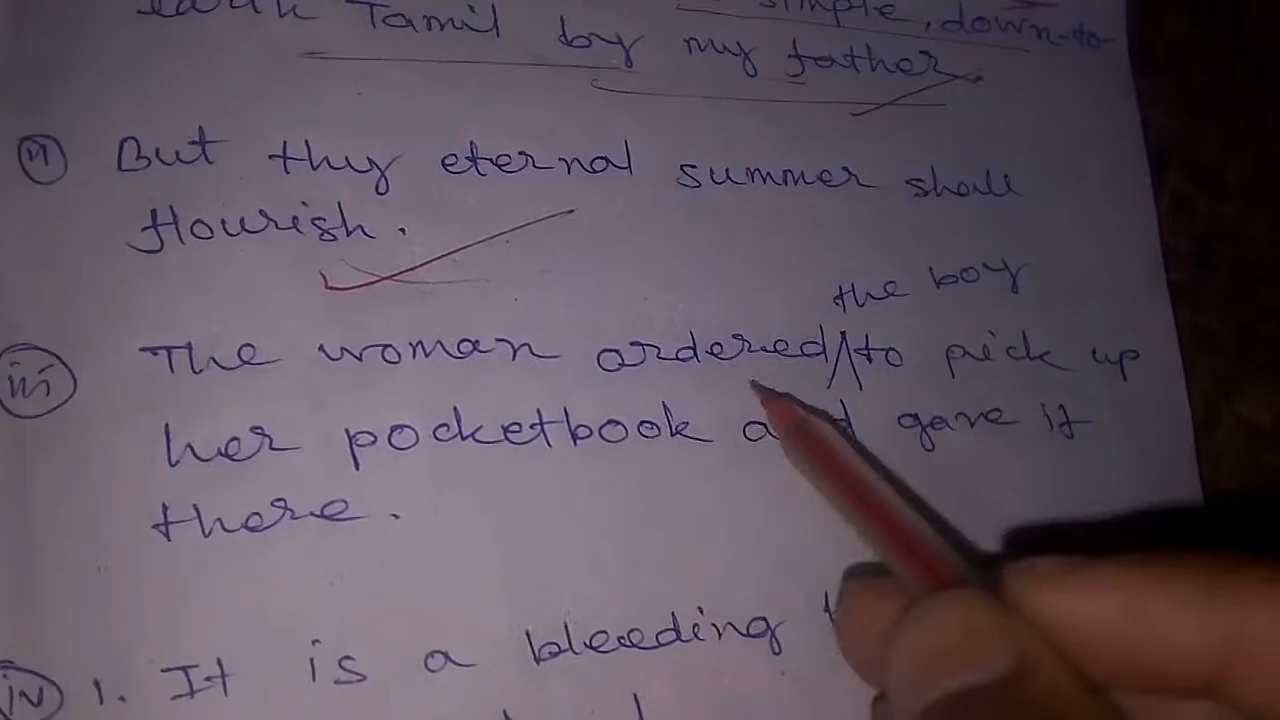 Tamil by my father. simple, down-to-
(ii) But thy eternal summer shall
flourish.
the boy
(iii) The woman ordered /\ to pick up
her pocketbook and gave it
there.
(iv) 1. It is a bleeding